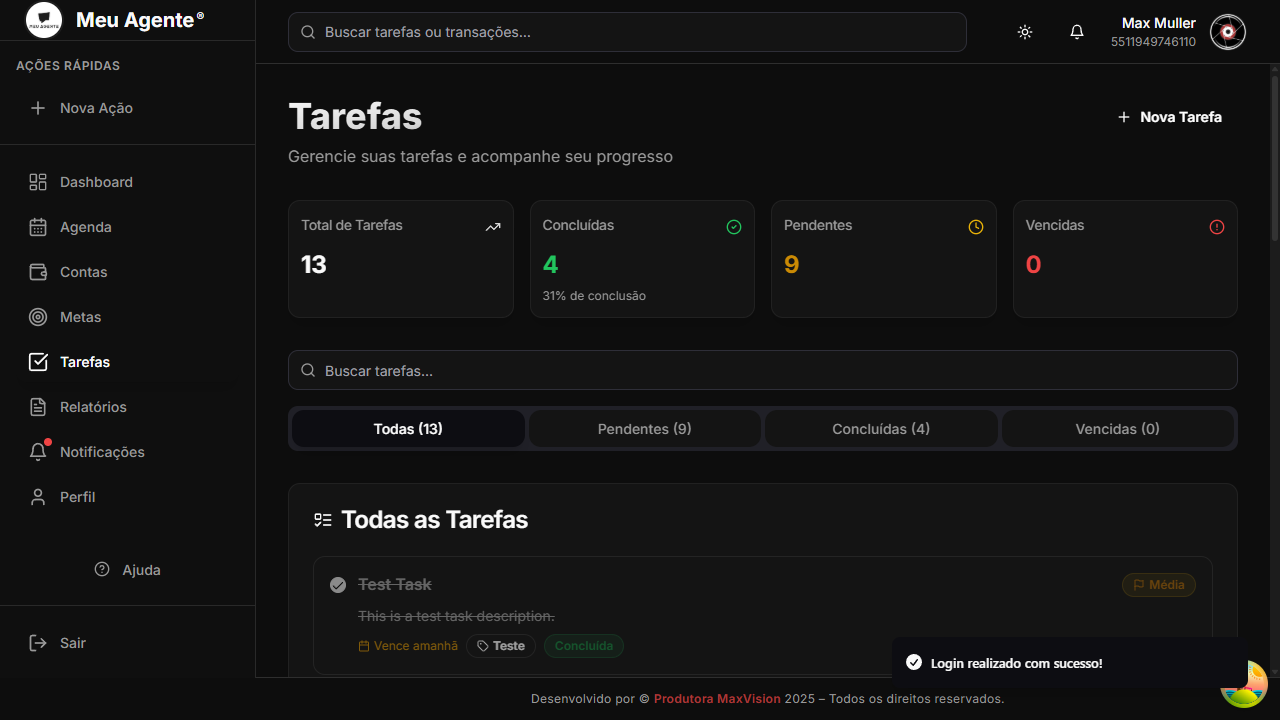 Meu Agente®
AÇÕES RÁPIDAS
Nova Ação
Dashboard
Agenda
Contas
Metas
Tarefas
Relatórios
Notificações
Perfil
Ajuda
Sair
Buscar tarefas ou transações...
Max Muller
5511949746110
Tarefas
Gerencie suas tarefas e acompanhe seu progresso
Nova Tarefa
Total de Tarefas
13
Concluídas
4
31% de conclusão
Pendentes
9
Vencidas
0
Buscar tarefas...
Todas (13)
Pendentes (9)
Concluídas (4)
Vencidas (0)
Todas as Tarefas
Test Task
Média
This is a test task description.
Vence amanhã
Teste
Concluída
Login realizado com sucesso!
Desenvolvido por © Produtora MaxVision 2025 – Todos os direitos reservados.